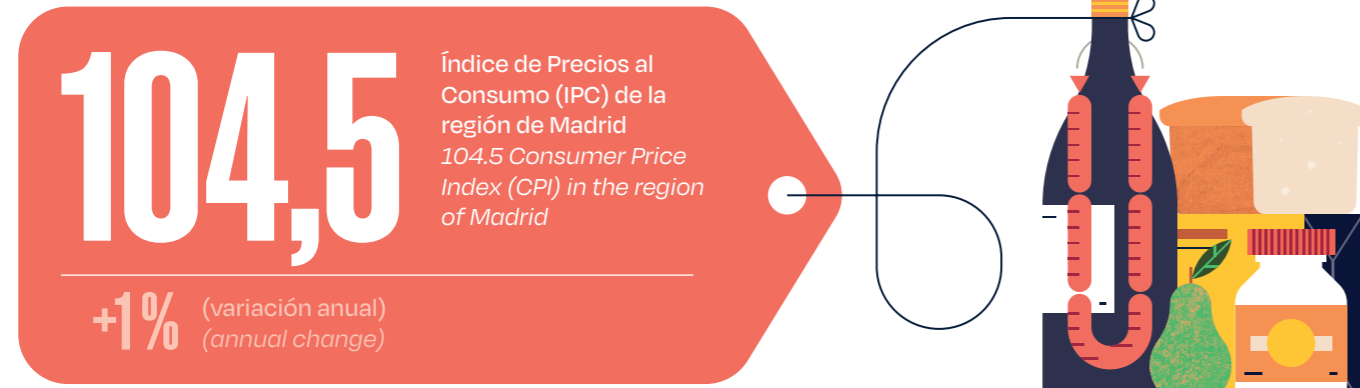 104,5
Índice de Precios al
Consumo (IPC) de la
región de Madrid
104.5 Consumer Price
Index (CPI) in the region
of Madrid
+1%
(variación anual)
(annual change)